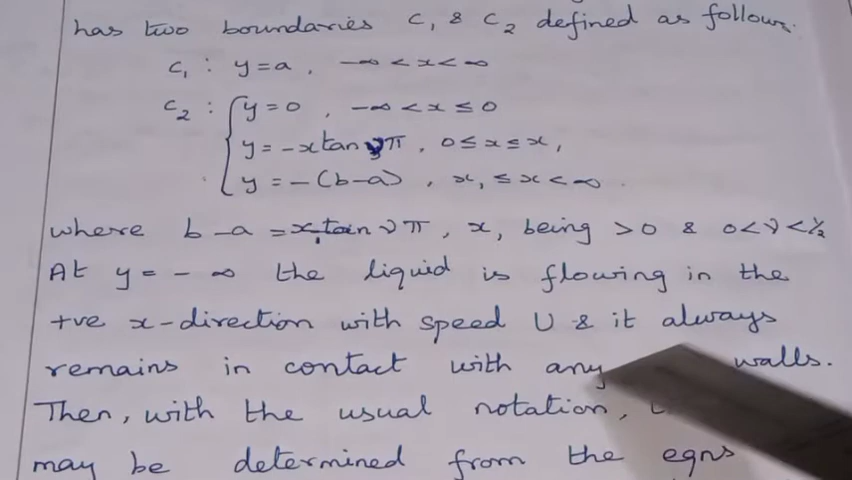 has two boundaries C₁ & C₂ defined as follows.
C₁ : y = a , -∞ < x < ∞
C₂ : { y = 0 , -∞ < x ≤ 0
y = -x tan νπ , 0 ≤ x ≤ x₁
y = -(b-a) , x₁ ≤ x < ∞
where b-a = x₁ tan νπ , x₁ being > 0 & 0 < ν < 1/2
At y = -∞ the liquid is flowing in the
+ve x-direction with speed U & it always
remains in contact with any walls.
Then, with the usual notation,
may be determined from the eqns